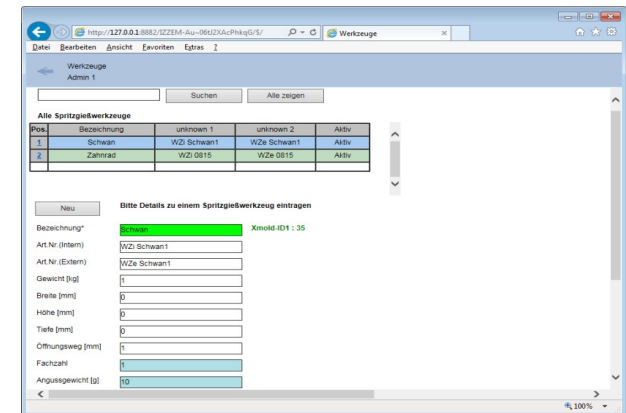 http://127.0.0.1:8882/IZZEM-Au~06tJ2XAcPhkqG/S/
Werkzeuge
Datei Bearbeiten Ansicht Favoriten Extras ?
Werkzeuge
Admin 1
Suchen Alle zeigen
Alle Spritzgießwerkzeuge
Pos. Bezeichnung unknown 1 unknown 2 Aktiv
1 Schwan WZi Schwan1 WZe Schwan1 Aktiv
2 Zahnrad WZi 0815 WZe 0815 Aktiv
Neu Bitte Details zu einem Spritzgießwerkzeug eintragen
Bezeichnung* Schwan Xmold-ID1 : 35
Art.Nr.(Intern) WZi Schwan1
Art.Nr.(Extern) WZe Schwan1
Gewicht [kg] 1
Breite [mm] 0
Höhe [mm] 0
Tiefe [mm] 0
Öffnungsweg [mm] 1
Fachzahl 1
Angussgewicht [g] 10
100%